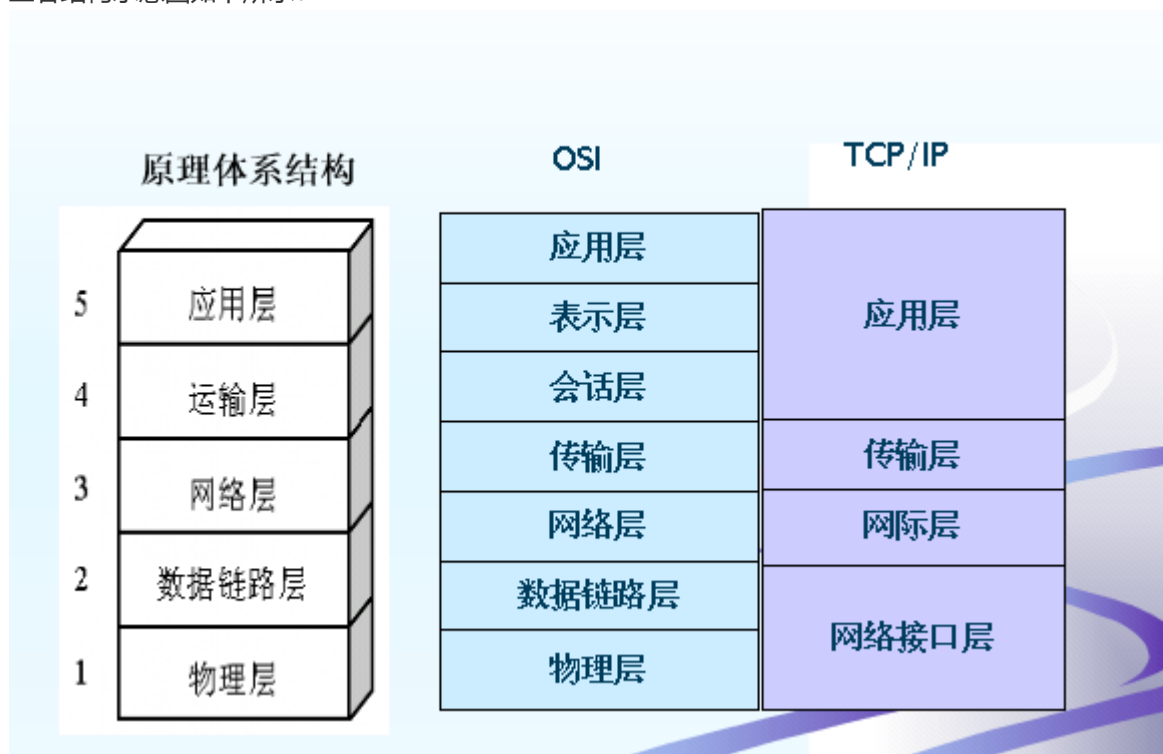 原理体系结构
5 应用层
4 运输层
3 网络层
2 数据链路层
1 物理层
OSI
应用层
表示层
会话层
传输层
网络层
数据链路层
物理层
TCP/IP
应用层
传输层
网际层
网络接口层